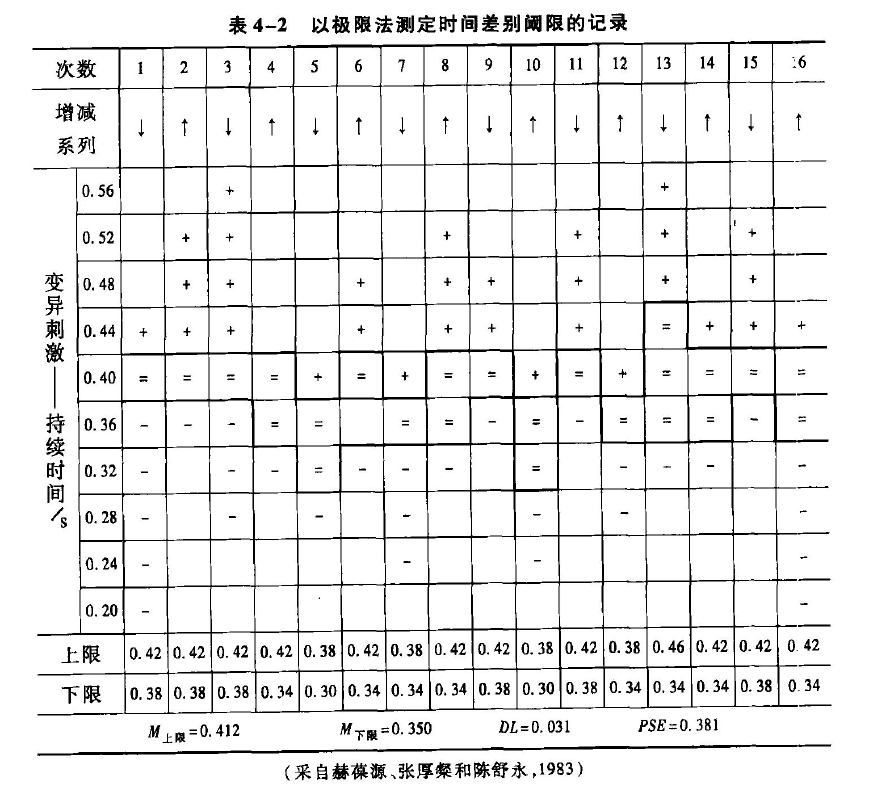 表4-2 以极限法测定时间差别阈限的记录
次数 1 2 3 4 5 6 7 8 9 10 11 12 13 14 15 16
增减系列 ↓ ↑ ↓ ↑ ↓ ↑ ↓ ↑ ↓ ↑ ↓ ↑ ↓ ↑ ↓ ↑
变异刺激——持续时间/s
0.56 + +
0.52 + + + + + +
0.48 + + + + + + + +
0.44 + + + + + + + = + + +
0.40 = = = = + = + = = + = + = = = =
0.36 - - - = = = = - = - = = = - =
0.32 - - - = - - - = - - - -
0.28 - - - - - - -
0.24 - - - -
0.20 - -
上限 0.42 0.42 0.42 0.42 0.38 0.42 0.38 0.42 0.42 0.38 0.42 0.38 0.46 0.42 0.42 0.42
下限 0.38 0.38 0.38 0.34 0.30 0.34 0.34 0.34 0.38 0.30 0.38 0.34 0.34 0.34 0.38 0.34
M上限=0.412 M下限=0.350 DL=0.031 PSE=0.381
(采自赫葆源、张厚粲和陈舒永,1983)